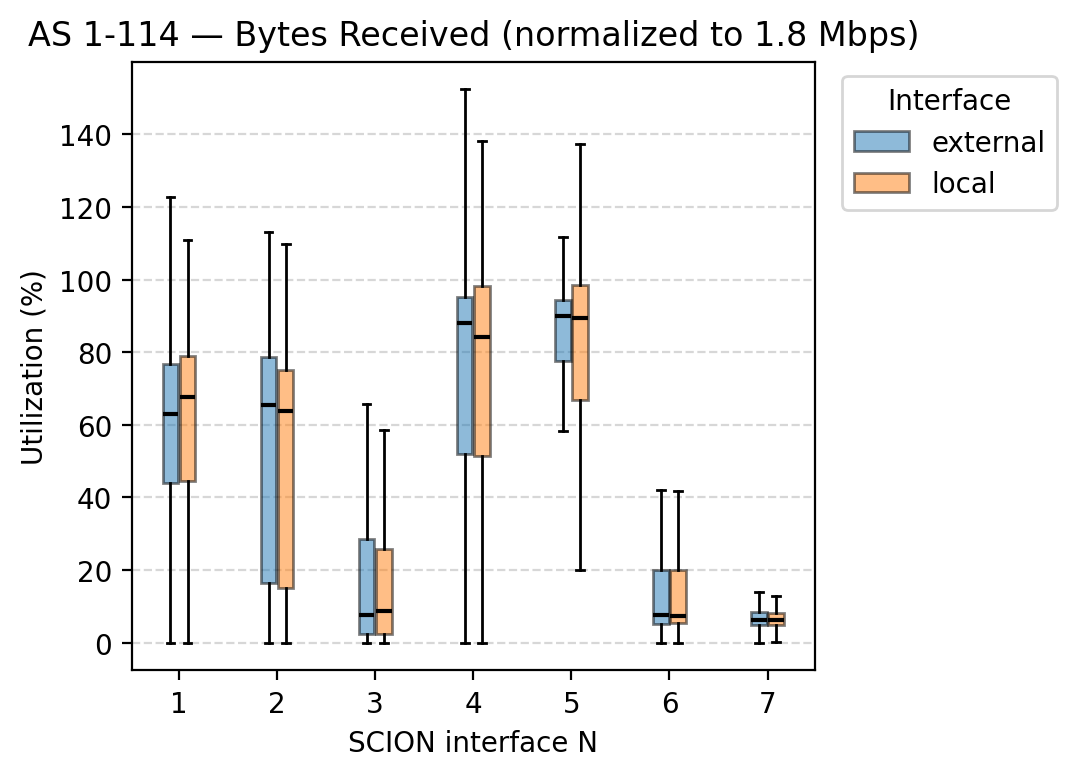 AS 1-114 — Bytes Received (normalized to 1.8 Mbps)
Interface
external
local
Utilization (%)
140
120
100
80
60
40
20
0
1 2 3 4 5 6 7
SCION interface N